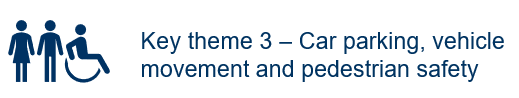 Key theme 3 – Car parking, vehicle
movement and pedestrian safety